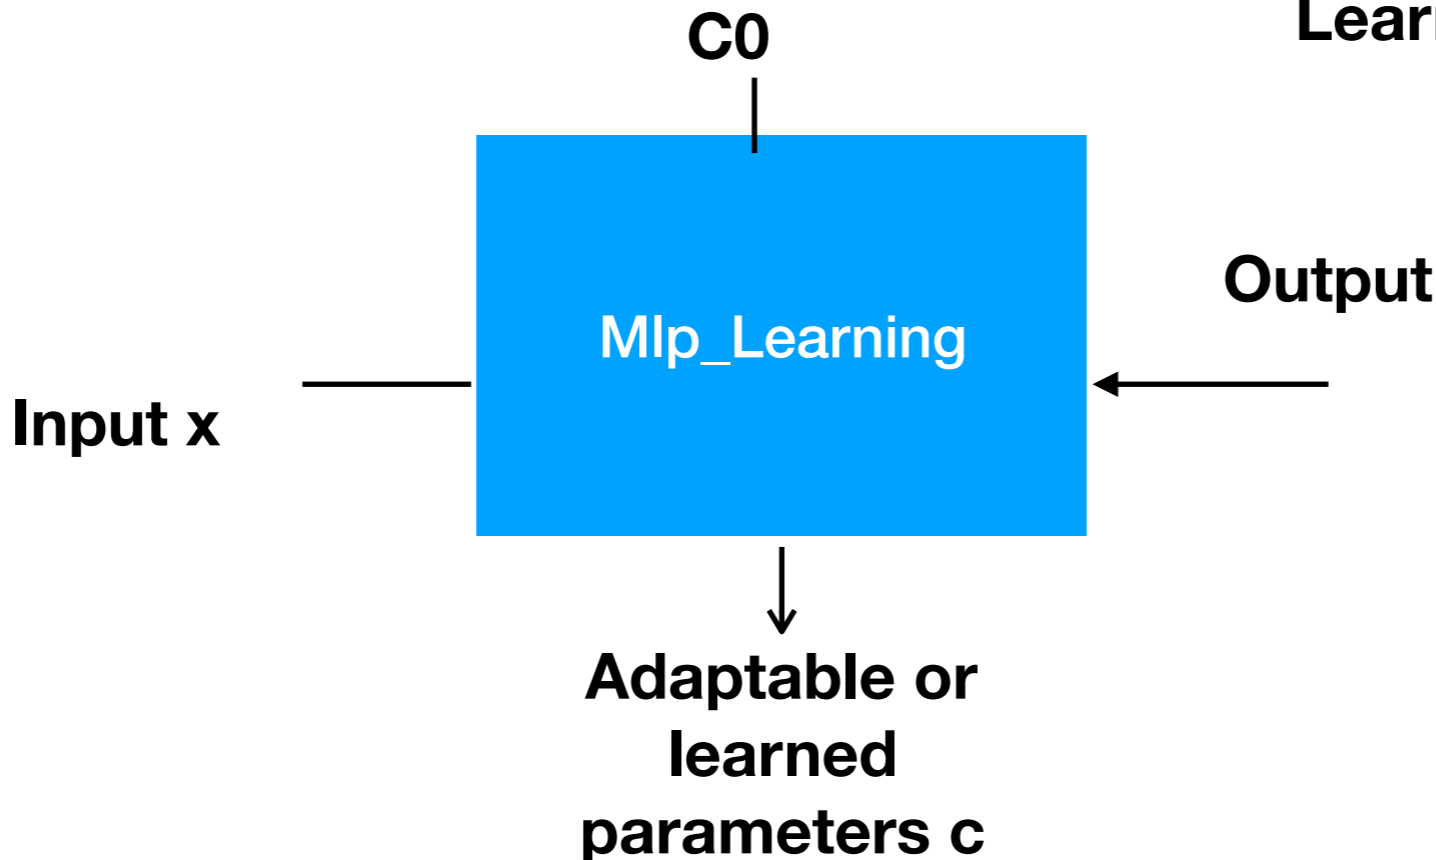 C0
Output
Mlp_Learning
Input x
Adaptable or
learned
parameters c